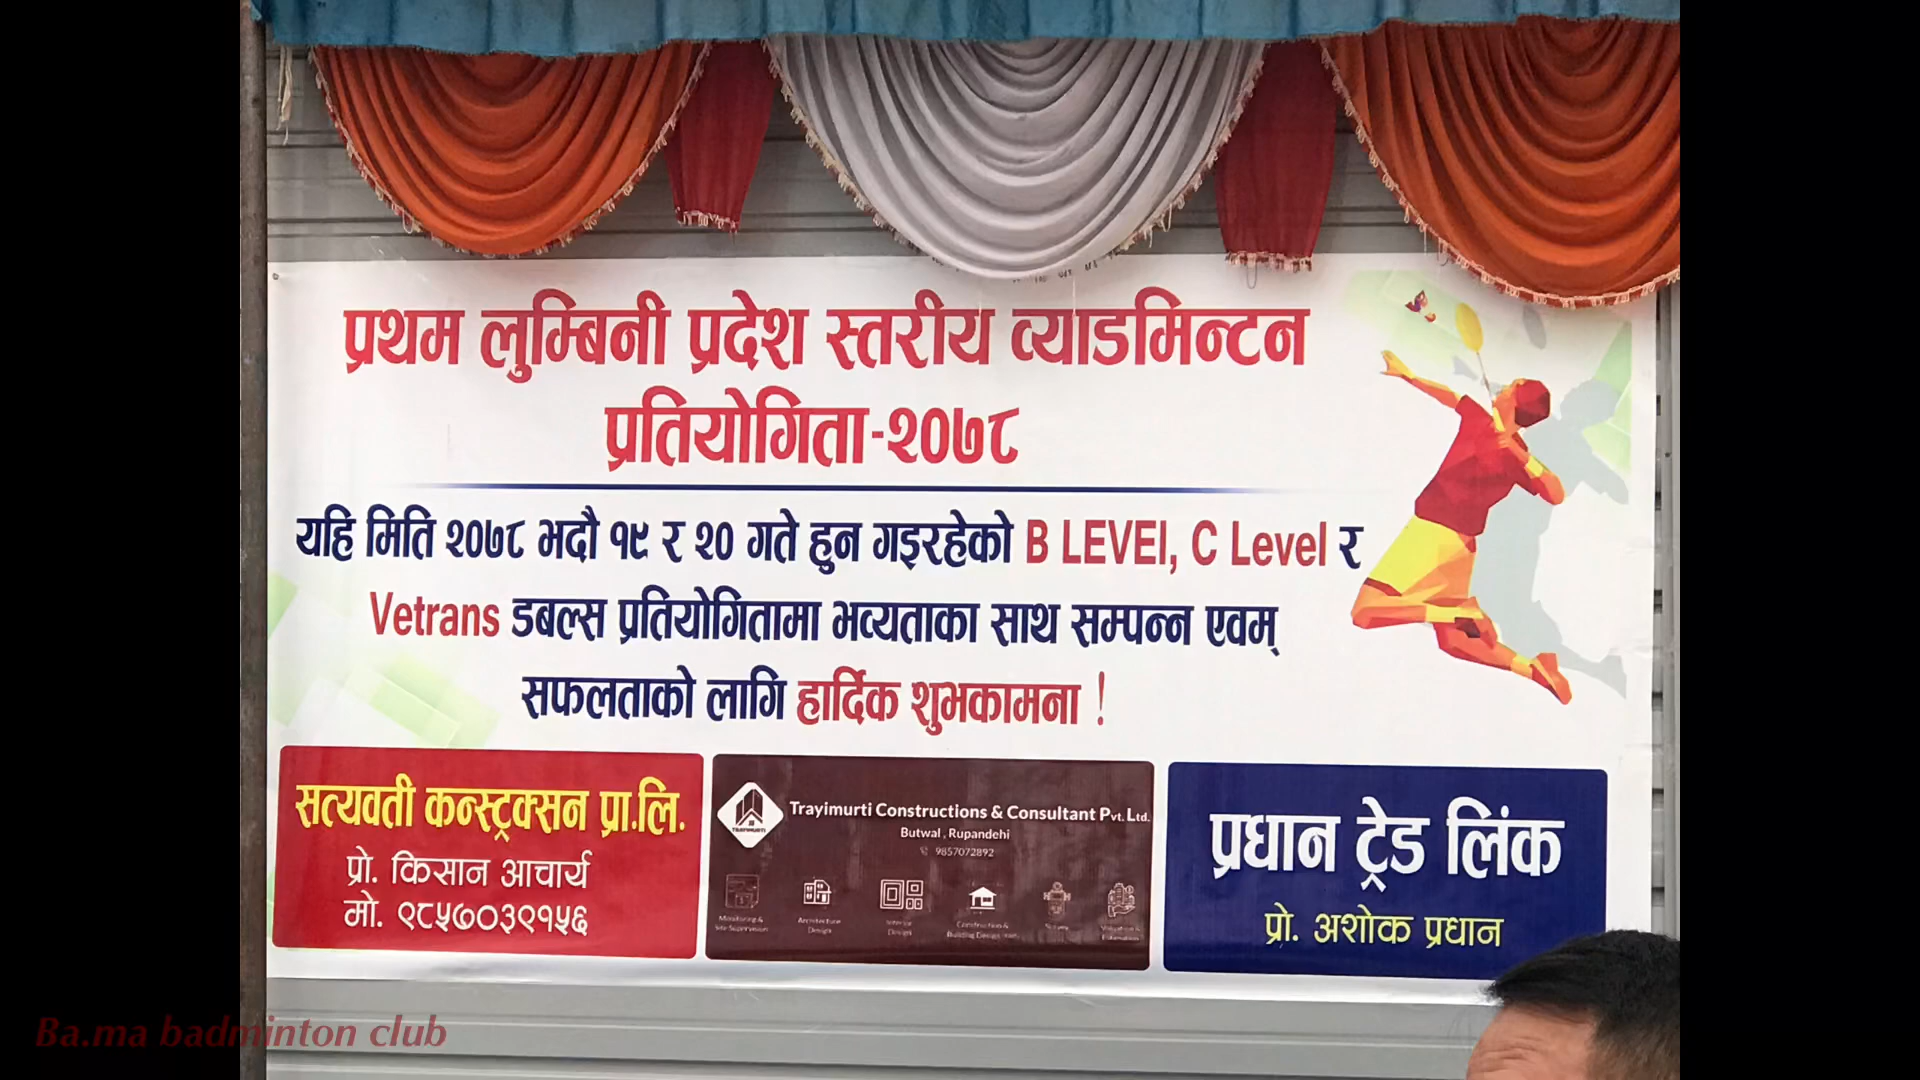 प्रथम लुम्बिनी प्रदेश स्तरीय व्याडमिन्टन
प्रतियोगिता-२०७८
यहि मिति २०७८ भदौ १९ र २० गते हुन गइरहेको B LEVEl, C Level र
Vetrans डबल्स प्रतियोगितामा भव्यताका साथ सम्पन्न एवम्
सफलताको लागि हार्दिक शुभकामना !
सत्यवती कन्स्ट्रक्सन प्रा.लि.
प्रो. किसान आचार्य
मो. ९८५७०३९१५६
TRAYIMURTI
Trayimurti Constructions & Consultant Pvt. Ltd.
Butwal , Rupandehi
9857072892
Monitoring &
Site Supervision
Architecture
Design
Interior
Design
Construction &
Building Design
Survey
Valuation &
Estimation
प्रधान ट्रेड लिंक
प्रो. अशोक प्रधान
Ba.ma badminton club